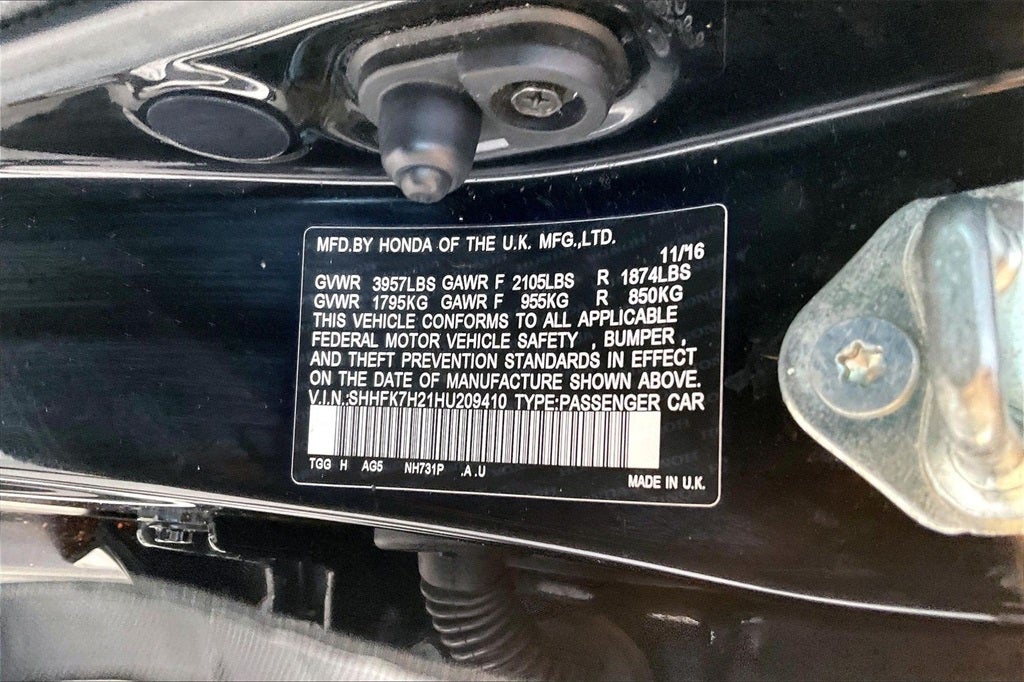 MFD.BY HONDA OF THE U.K. MFG.,LTD.
11/16
GVWR 3957LBS GAWR F 2105LBS R 1874LBS
GVWR 1795KG GAWR F 955KG R 850KG
THIS VEHICLE CONFORMS TO ALL APPLICABLE
FEDERAL MOTOR VEHICLE SAFETY , BUMPER ,
AND THEFT PREVENTION STANDARDS IN EFFECT
ON THE DATE OF MANUFACTURE SHOWN ABOVE.
V.I.N.:SHHFK7H21HU209410 TYPE:PASSENGER CAR
TGG H AG5 NH731P .A.U
MADE IN U.K.